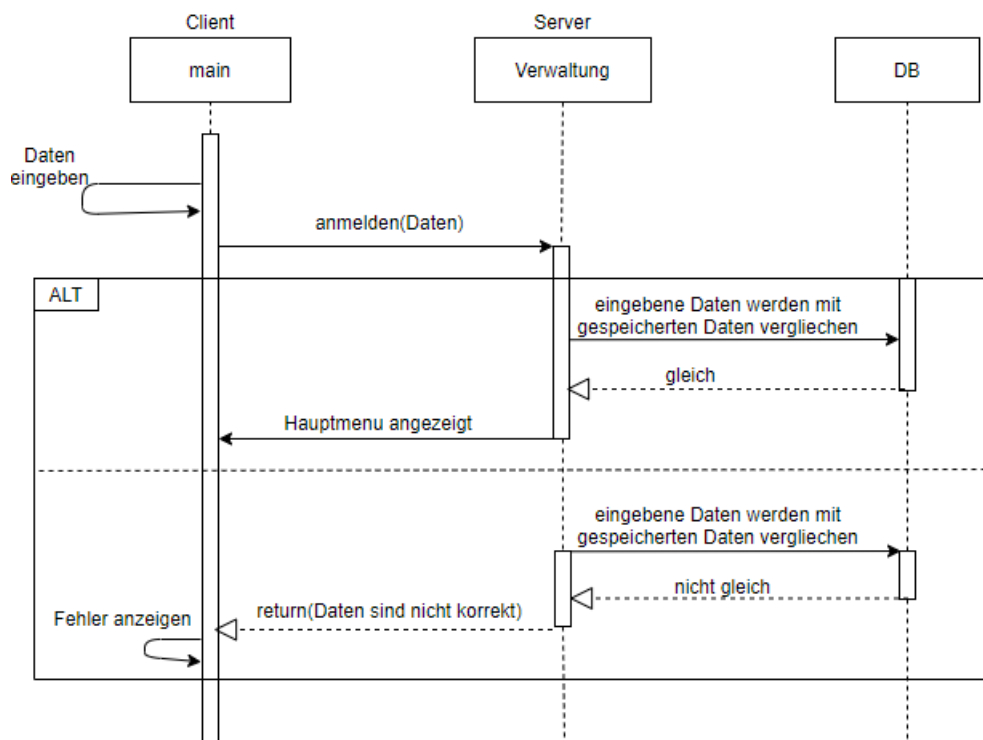 Client
Server
main
Verwaltung
DB
Daten
eingeben
anmelden(Daten)
ALT
eingebene Daten werden mit
gespeicherten Daten vergliechen
gleich
Hauptmenu angezeigt
eingebene Daten werden mit
gespeicherten Daten vergliechen
nicht gleich
return(Daten sind nicht korrekt)
Fehler anzeigen